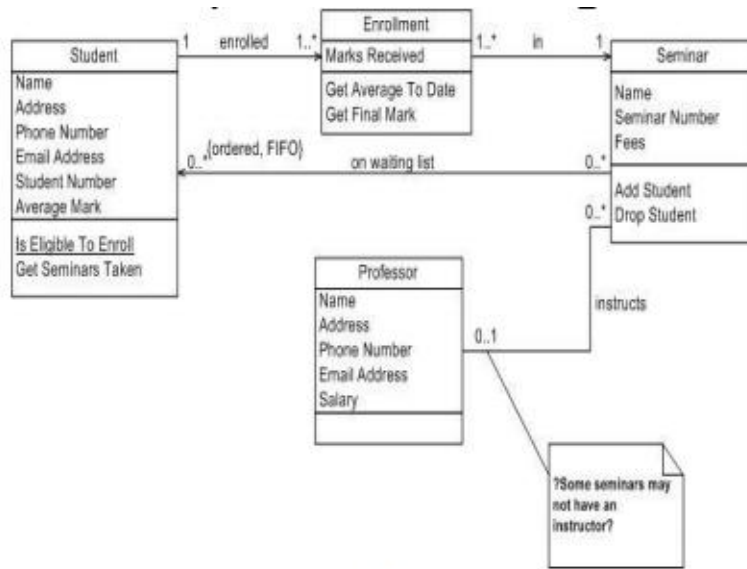 Student
Name
Address
Phone Number
Email Address
Student Number
Average Mark
Is Eligible To Enroll
Get Seminars Taken
1 enrolled 1..*
Enrollment
Marks Received
Get Average To Date
Get Final Mark
1..* in 1
Seminar
Name
Seminar Number
Fees
Add Student
Drop Student
{ordered, FIFO}
0..* on waiting list 0..*
0..*
instructs
0..1
Professor
Name
Address
Phone Number
Email Address
Salary
?Some seminars may
not have an
instructor?